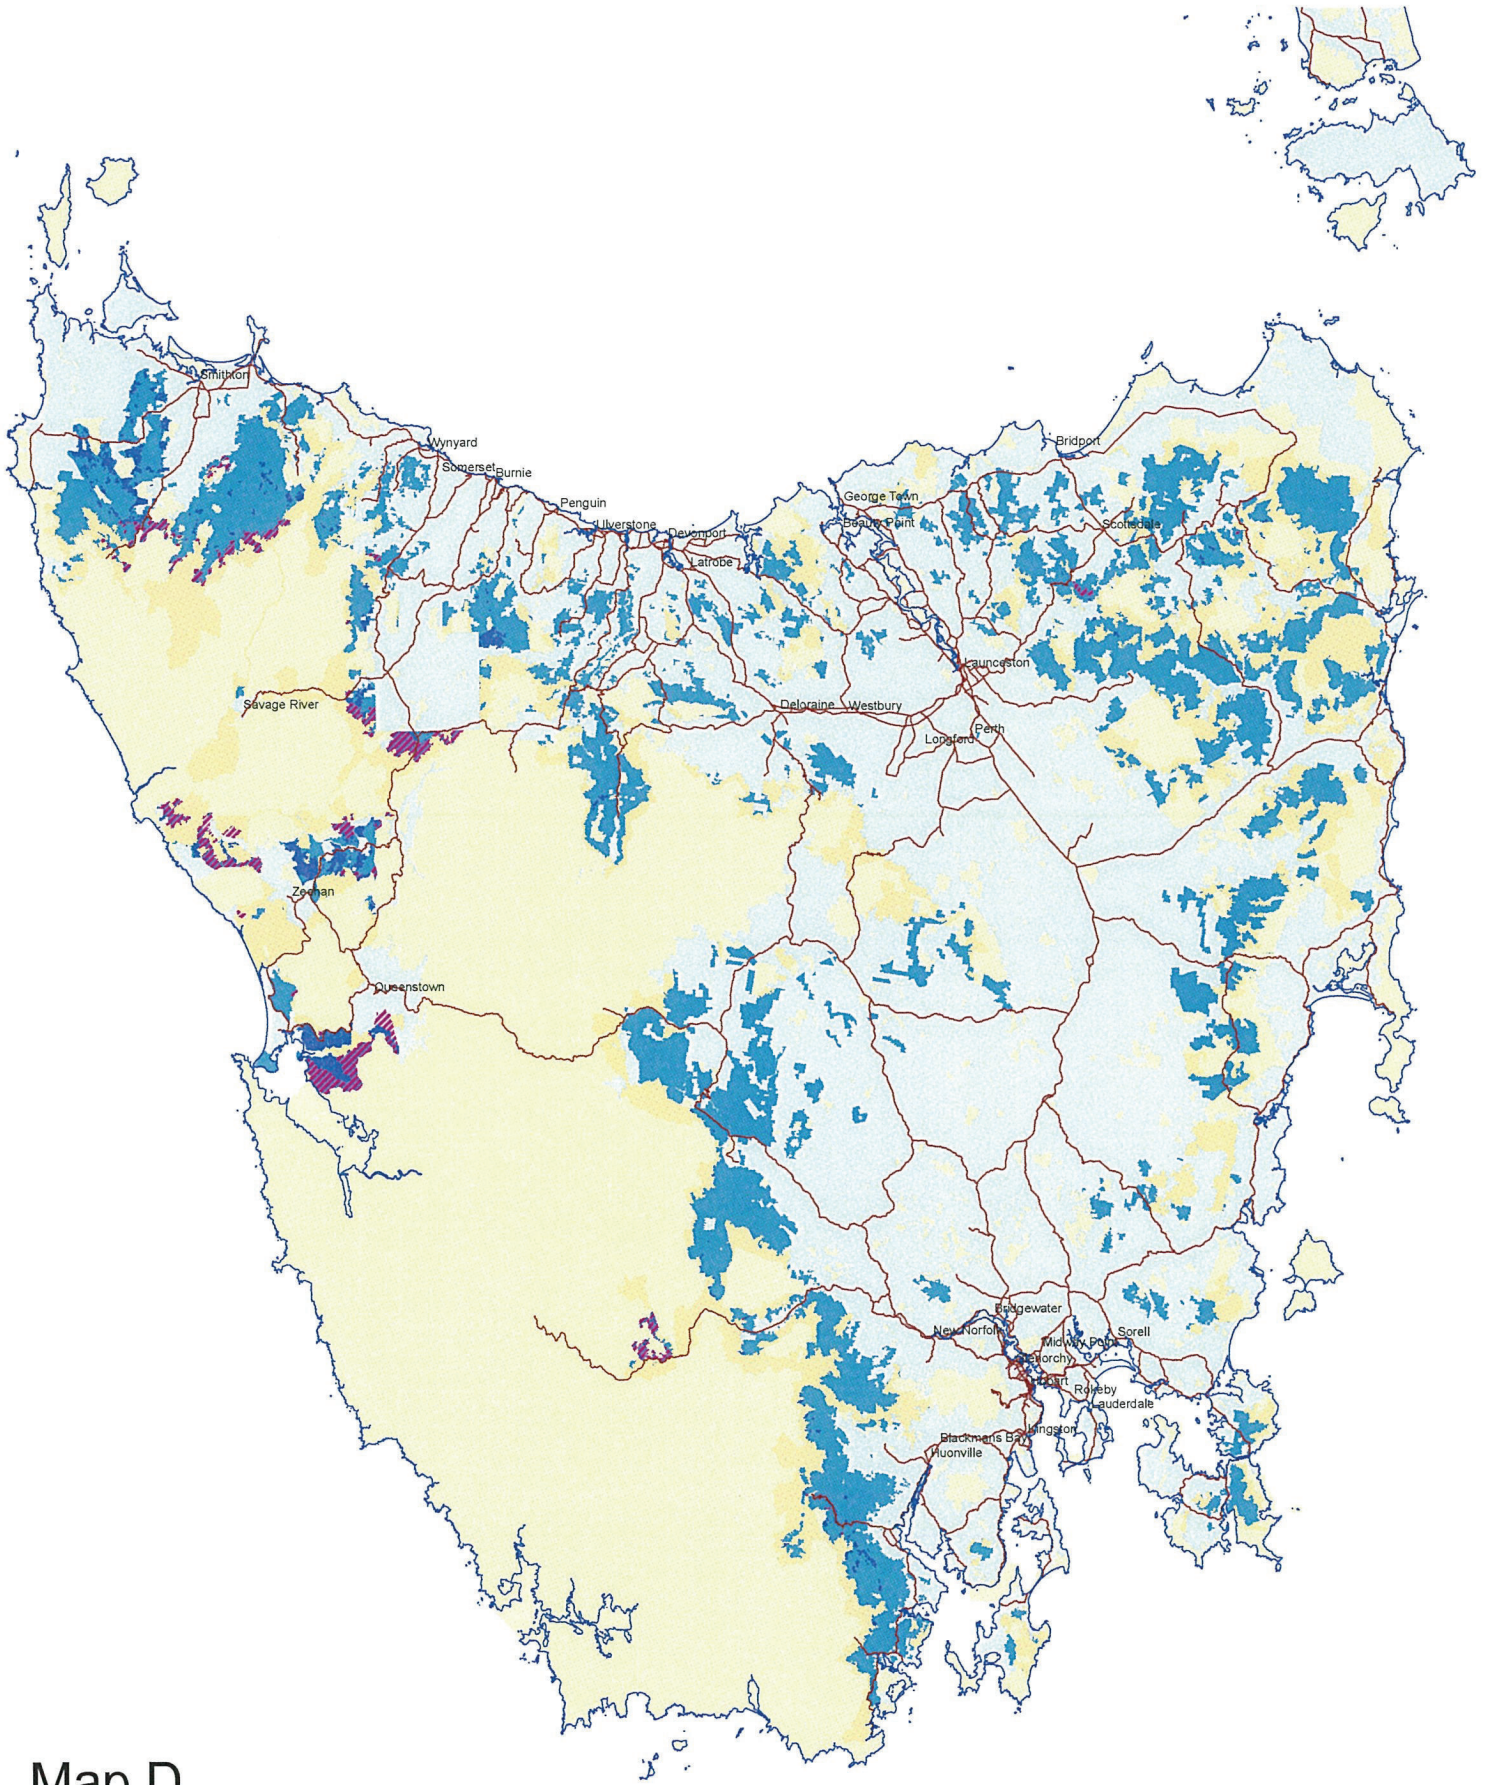 Smithton
Wynyard
Somerset
Burnie
Penguin
Ulverstone
Devonport
Latrobe
George Town
Beauty Point
Bridport
Scottsdale
Launceston
Savage River
Deloraine
Westbury
Perth
Longford
Zeehan
Queenstown
Bridgewater
New Norfolk
Midway Point
Sorell
Glenorchy
Hobart
Rokeby
Lauderdale
Kingston
Blackmans Bay
Huonville
Map D